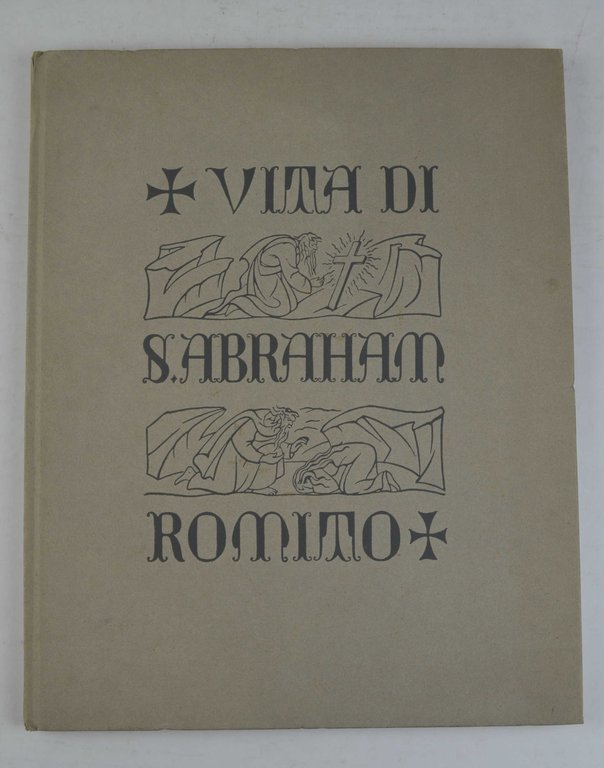 ✠ VITA DI
S. ABRAHAM
ROMITO ✠